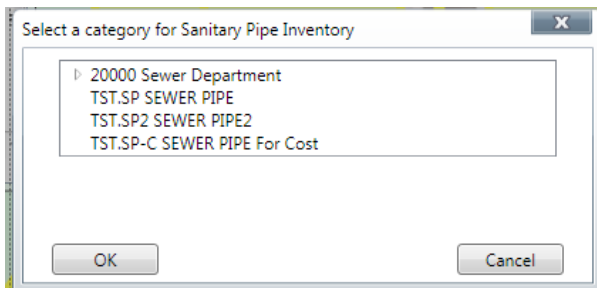 Select a category for Sanitary Pipe Inventory
20000 Sewer Department
TST.SP SEWER PIPE
TST.SP2 SEWER PIPE2
TST.SP-C SEWER PIPE For Cost
OK Cancel